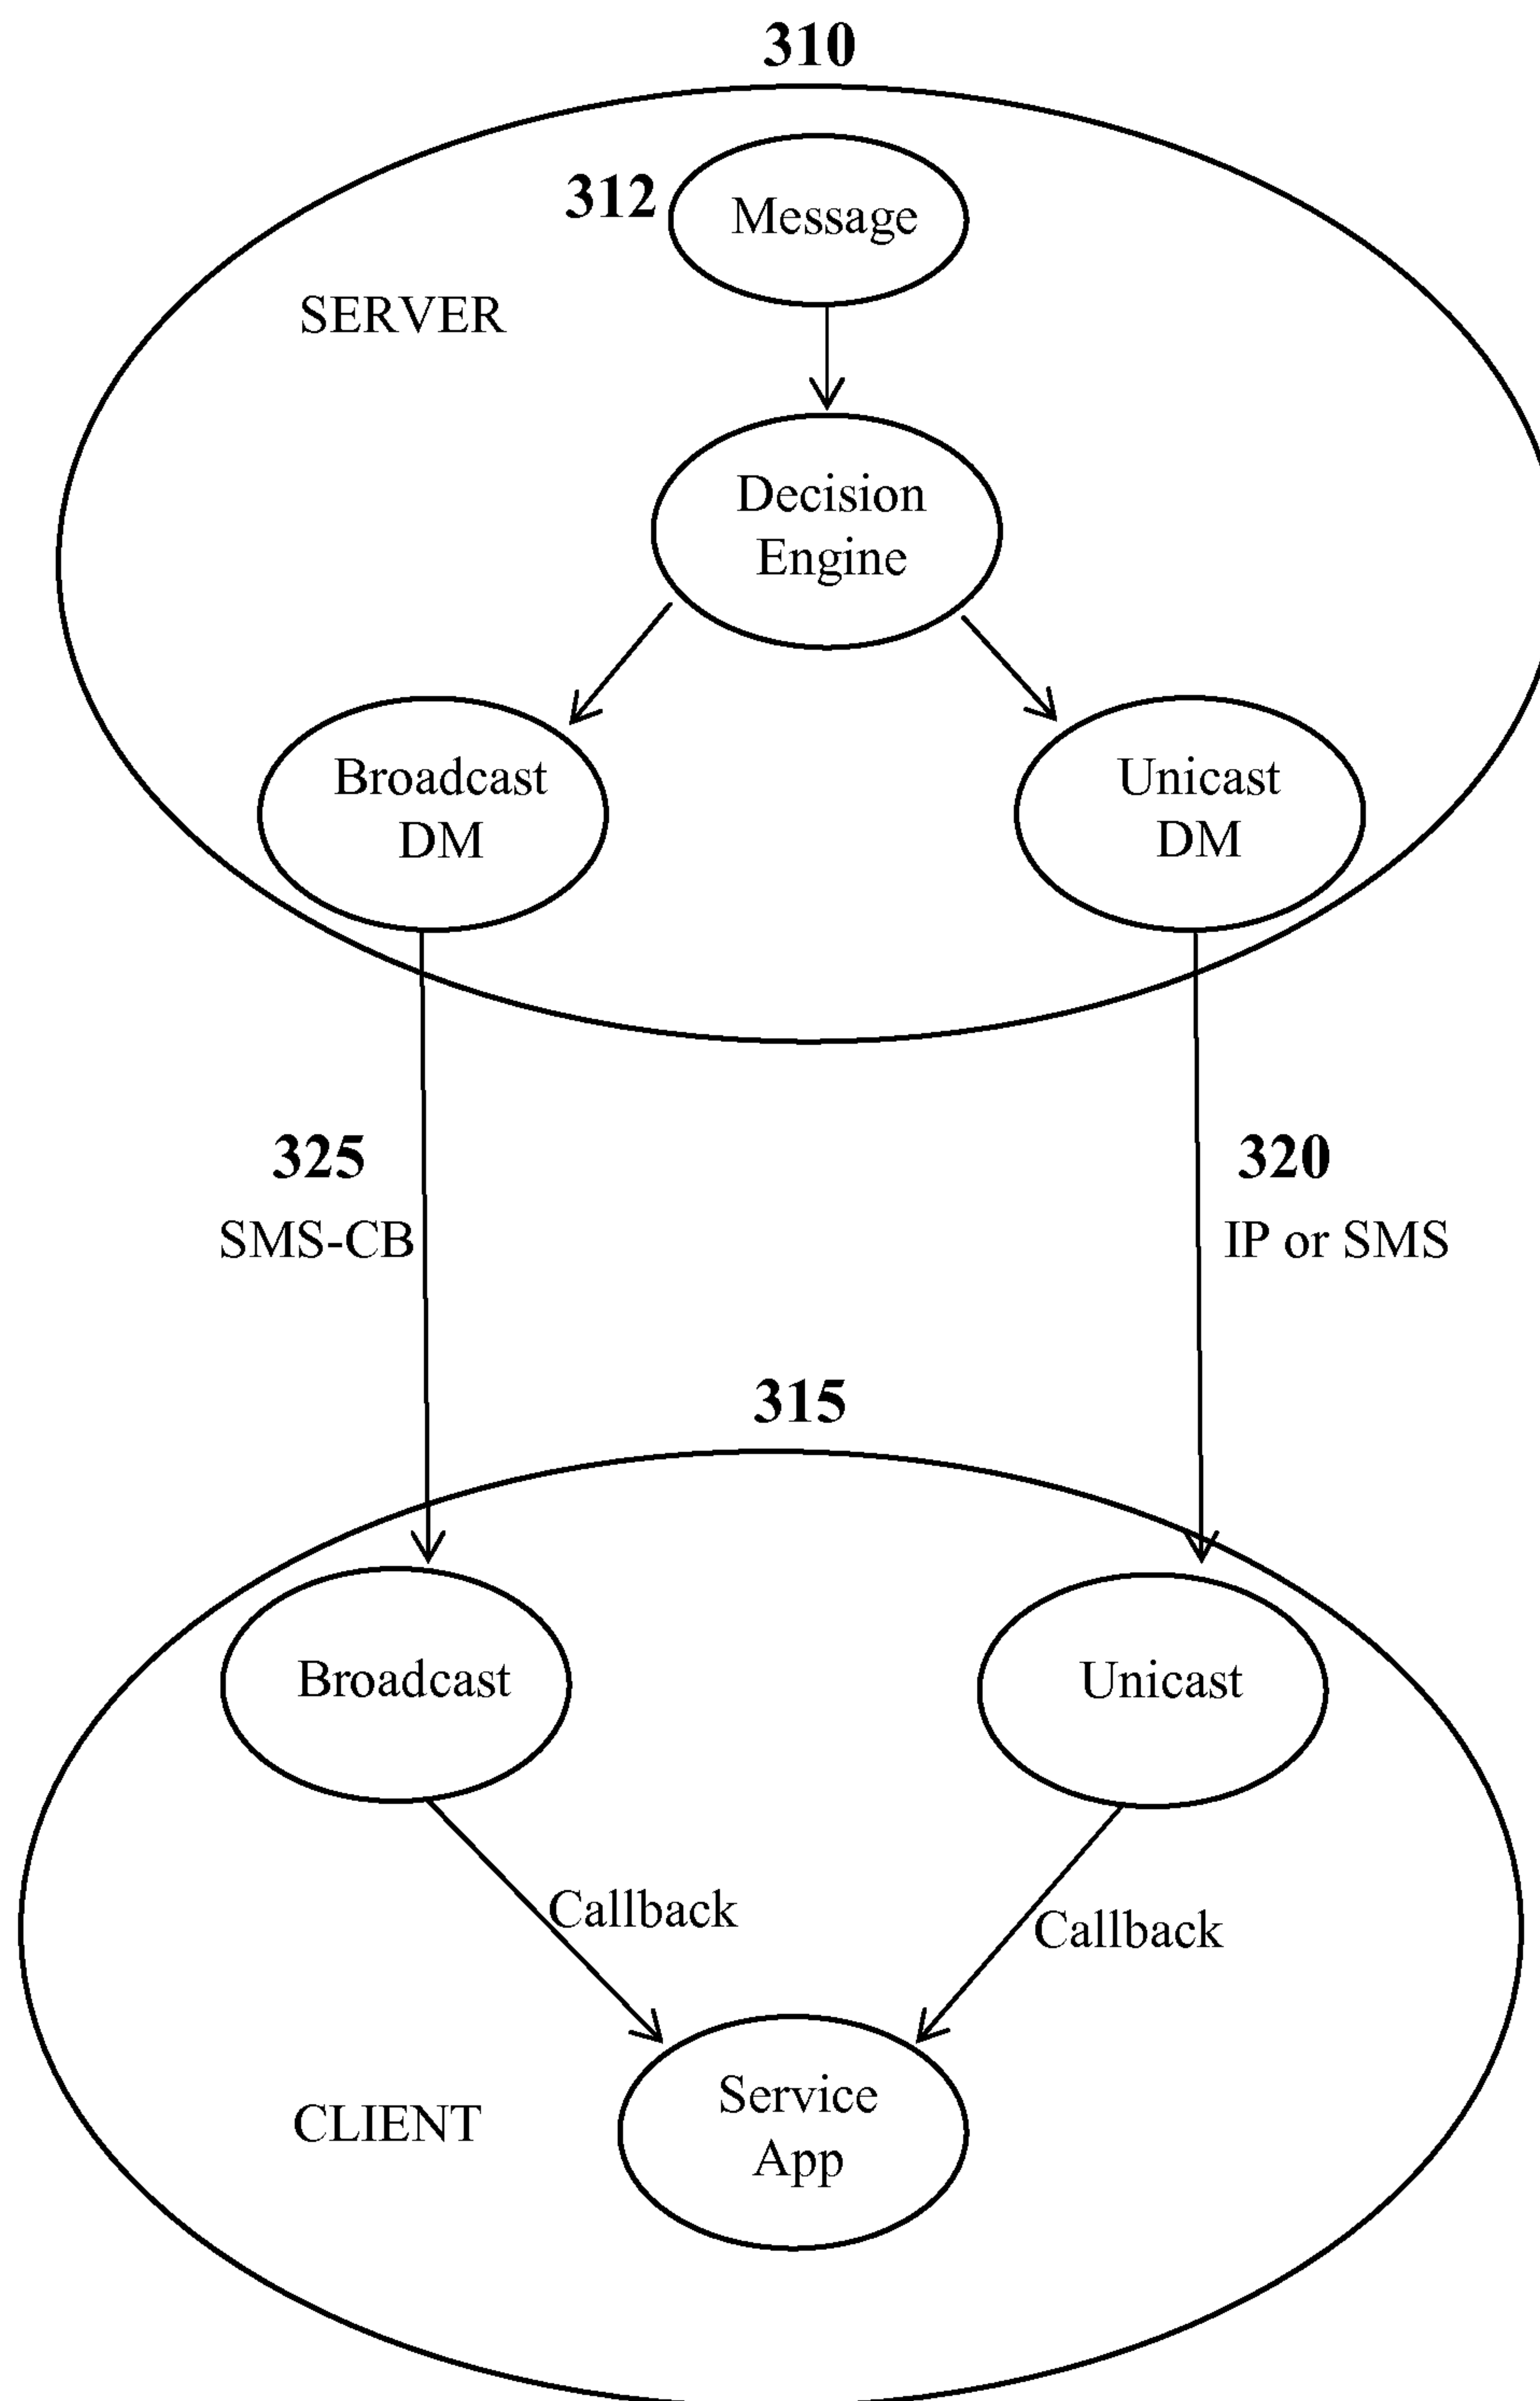 310
312
Message
SERVER
Decision
Engine
Broadcast
DM
Unicast
DM
325
SMS-CB
320
IP or SMS
315
Broadcast
Unicast
Callback
Callback
Service
App
CLIENT